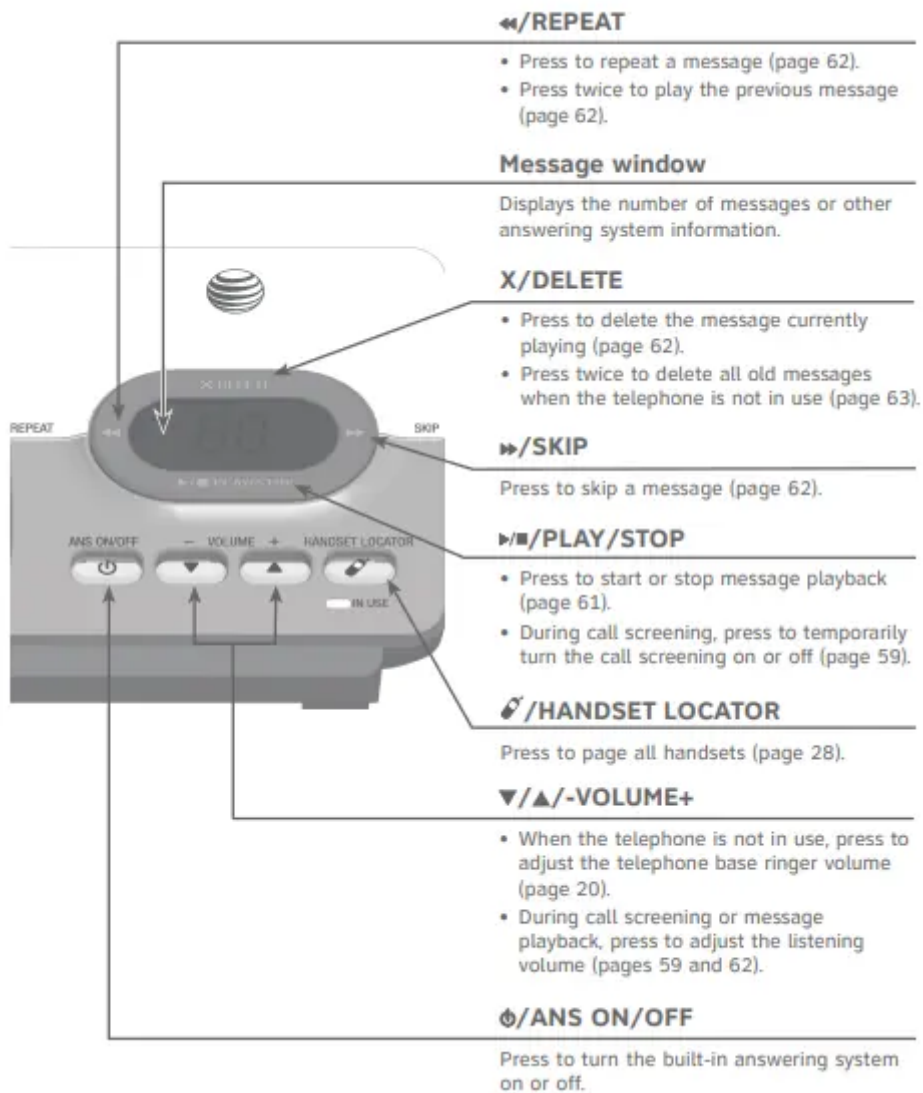 ⏪/REPEAT
• Press to repeat a message (page 62).
• Press twice to play the previous message
(page 62).
Message window
Displays the number of messages or other
answering system information.
X/DELETE
• Press to delete the message currently
playing (page 62).
• Press twice to delete all old messages
when the telephone is not in use (page 63).
⏩/SKIP
Press to skip a message (page 62).
▶/■/PLAY/STOP
• Press to start or stop message playback
(page 61).
• During call screening, press to temporarily
turn the call screening on or off (page 59).
/HANDSET LOCATOR
Press to page all handsets (page 28).
▼/▲/-VOLUME+
• When the telephone is not in use, press to
adjust the telephone base ringer volume
(page 20).
• During call screening or message
playback, press to adjust the listening
volume (pages 59 and 62).
⏻/ANS ON/OFF
Press to turn the built-in answering system
on or off.
X DELETE
REPEAT
SKIP
▶/■ PLAY/STOP
ANS ON/OFF
− VOLUME +
HANDSET LOCATOR
IN USE